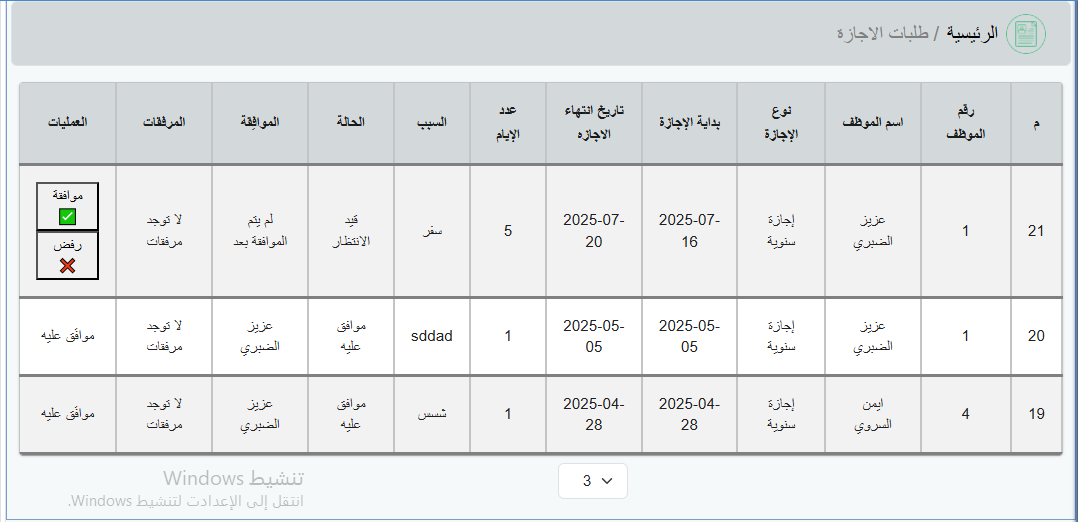 الرئيسية / طلبات الاجازة
م
رقم
الموظف
اسم الموظف
نوع
الإجازة
بداية الإجازة
تاريخ انتهاء
الاجازه
عدد
الإيام
السبب
الحالة
الموافقة
المرفقات
العمليات
21
1
عزيز
الضبري
إجازة
سنوية
2025-07-
16
2025-07-
20
5
سفر
قيد
الانتظار
لم يتم
الموافقة بعد
لا توجد
مرفقات
موافقة
رفض
20
1
عزيز
الضبري
إجازة
سنوية
2025-05-
05
2025-05-
05
1
sddad
موافق
عليه
عزيز
الضبري
لا توجد
مرفقات
موافَق عليه
19
4
ايمن
السروي
إجازة
سنوية
2025-04-
28
2025-04-
28
1
شسس
موافق
عليه
عزيز
الضبري
لا توجد
مرفقات
موافَق عليه
3
تنشيط Windows
انتقل إلى الإعدادات لتنشيط Windows.